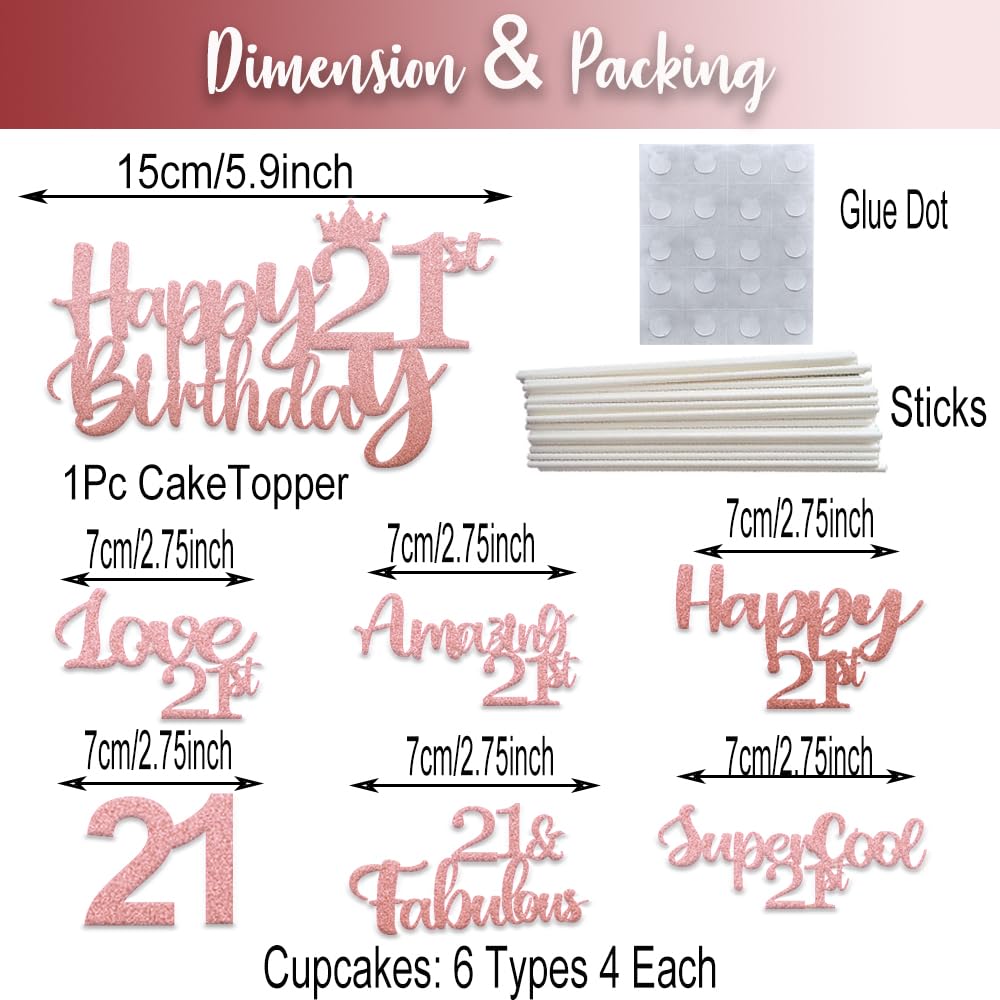 Dimension & Packing
15cm/5.9inch
Glue Dot
Happy 21st
Birthday
Sticks
1Pc CakeTopper
7cm/2.75inch
7cm/2.75inch
7cm/2.75inch
Love
21st
Amazing
21st
Happy
21st
7cm/2.75inch
7cm/2.75inch
7cm/2.75inch
21
21&
Fabulous
SuperCool
21st
Cupcakes: 6 Types 4 Each